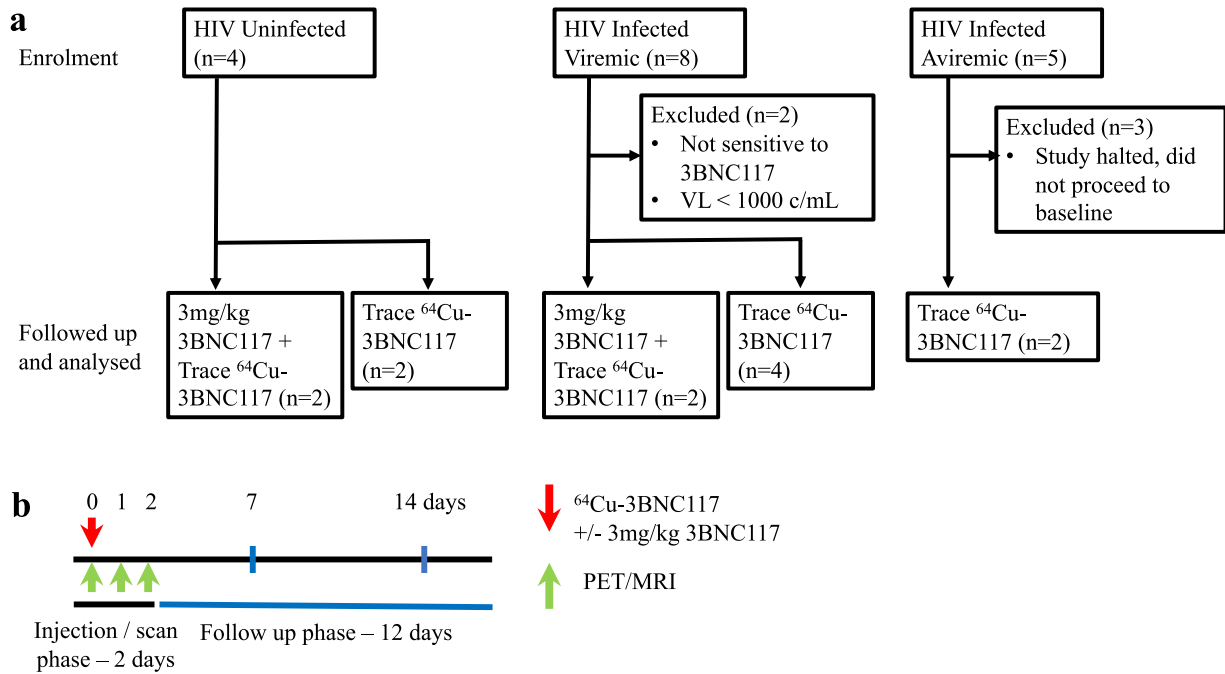 a
Enrolment
HIV Uninfected
(n=4)
HIV Infected
Viremic (n=8)
HIV Infected
Aviremic (n=5)
Excluded (n=2)
• Not sensitive to
3BNC117
• VL < 1000 c/mL
Excluded (n=3)
• Study halted, did
not proceed to
baseline
Followed up
and analysed
3mg/kg
3BNC117 +
Trace ⁶⁴Cu-
3BNC117 (n=2)
Trace ⁶⁴Cu-
3BNC117
(n=2)
3mg/kg
3BNC117 +
Trace ⁶⁴Cu-
3BNC117 (n=2)
Trace ⁶⁴Cu-
3BNC117
(n=4)
Trace ⁶⁴Cu-
3BNC117 (n=2)
b
0 1 2 7 14 days
Injection / scan
phase – 2 days
Follow up phase – 12 days
⁶⁴Cu-3BNC117
+/- 3mg/kg 3BNC117
PET/MRI